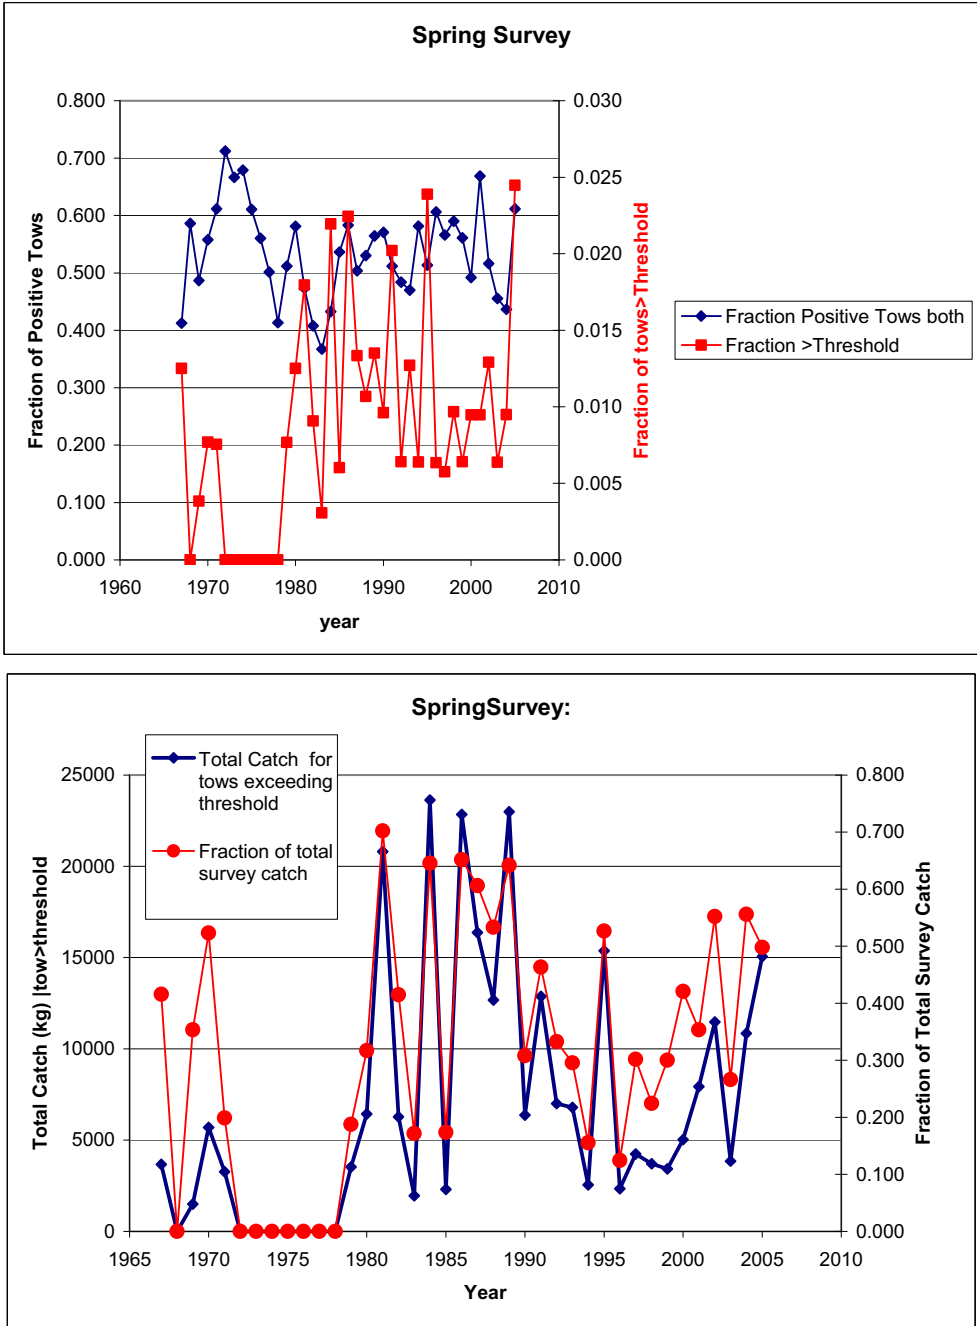 Spring Survey
0.800
0.700
0.600
0.500
0.400
0.300
0.200
0.100
0.000
Fraction of Positive Tows
0.030
0.025
0.020
0.015
0.010
0.005
0.000
Fraction of tows>Threshold
1960 1970 1980 1990 2000 2010
year
Fraction Positive Tows both
Fraction >Threshold
SpringSurvey:
Total Catch for
tows exceeding
threshold
Fraction of total
survey catch
25000
20000
15000
10000
5000
0
Total Catch (kg) |tow>threshold
0.800
0.700
0.600
0.500
0.400
0.300
0.200
0.100
0.000
Fraction of Total Survey Catch
1965 1970 1975 1980 1985 1990 1995 2000 2005 2010
Year